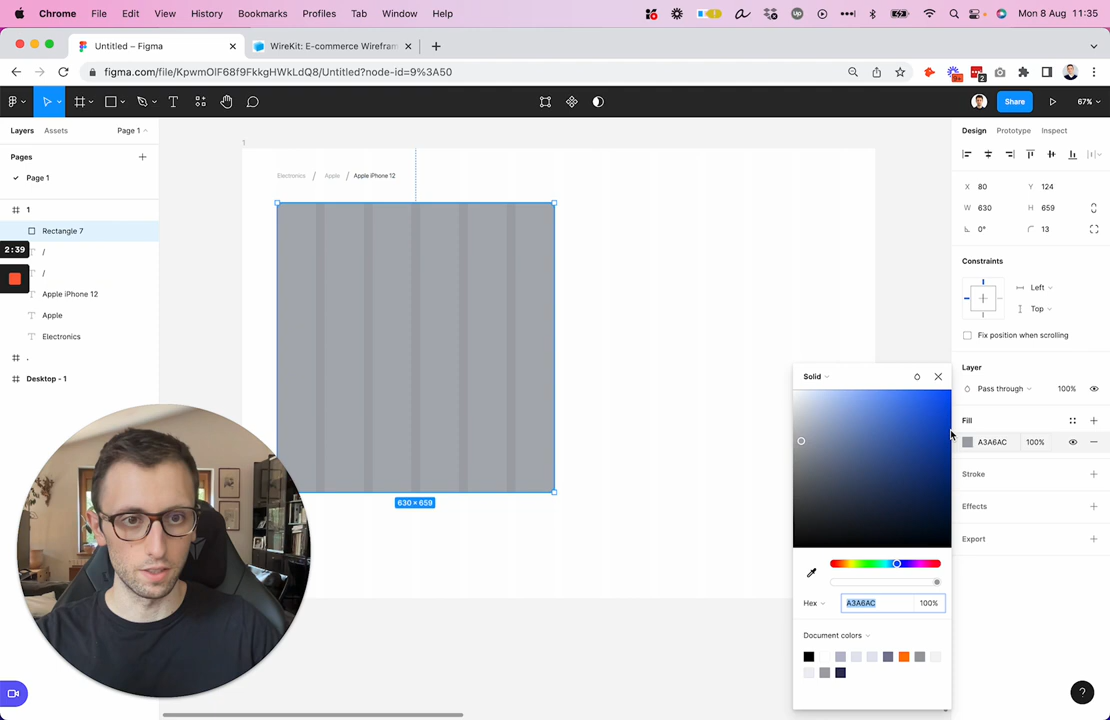 Chrome File Edit View History Bookmarks Profiles Tab Window Help Mon 8 Aug 11:35
Untitled – Figma WireKit: E-commerce Wirefram
figma.com/file/KpwmOlF68f9FkkgHWkLdQ8/Untitled?node-id=9%3A50 9+ 2
Share 67%
Layers Assets Page 1
Design Prototype Inspect
Pages
Page 1
1
Rectangle 7
2:39
/
/
Apple iPhone 12
Apple
Electronics
.
Desktop - 1
1
Electronics / Apple / Apple iPhone 12
630 × 659
X 80 Y 124
W 630 H 659
0° 13
Constraints
Left
Top
Fix position when scrolling
Layer
Pass through 100%
Fill
A3A6AC 100%
Stroke
Effects
Export
Solid
Hex A3A6AC 100%
Document colors
?